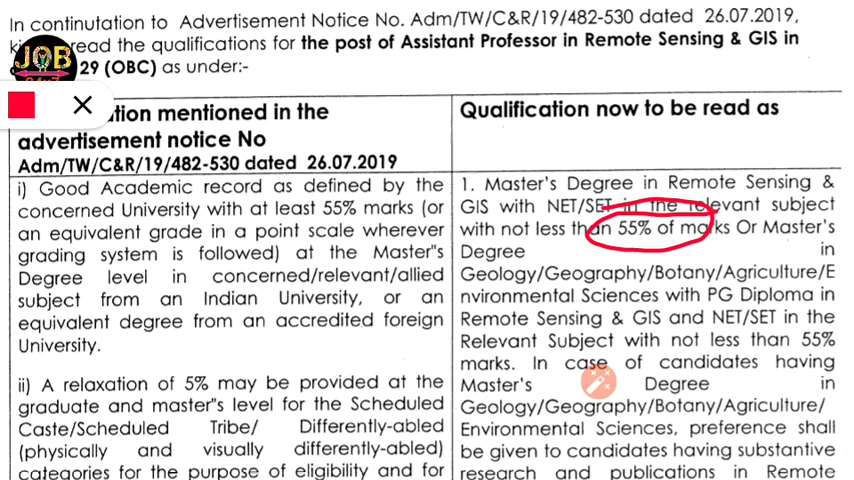 In continutation to Advertisement Notice No. Adm/TW/C&R/19/482-530 dated 26.07.2019,
read the qualifications for the post of Assistant Professor in Remote Sensing & GIS in
JOB
29 (OBC) as under:-
mentioned in the
advertisement notice No
Adm/TW/C&R/19/482-530 dated 26.07.2019
i) Good Academic record as defined by the
concerned University with at least 55% marks (or
an equivalent grade in a point scale wherever
grading system is followed) at the Master"s
Degree level in concerned/relevant/allied
subject from an Indian University, or an
equivalent degree from an accredited foreign
University.
ii) A relaxation of 5% may be provided at the
graduate and master"s level for the Scheduled
Caste/Scheduled Tribe/ Differently-abled
(physically and visually differently-abled)
categories for the purpose of eligibility and for
Qualification now to be read as
1. Master's Degree in Remote Sensing &
GIS with NET/SET in the relevant subject
with not less than 55% of marks Or Master's
Degree in
Geology/Geography/Botany/Agriculture/E
nvironmental Sciences with PG Diploma in
Remote Sensing & GIS and NET/SET in the
Relevant Subject with not less than 55%
marks. In case of candidates having
Master's Degree in
Geology/Geography/Botany/Agriculture/
Environmental Sciences, preference shall
be given to candidates having substantive
research and publications in Remote